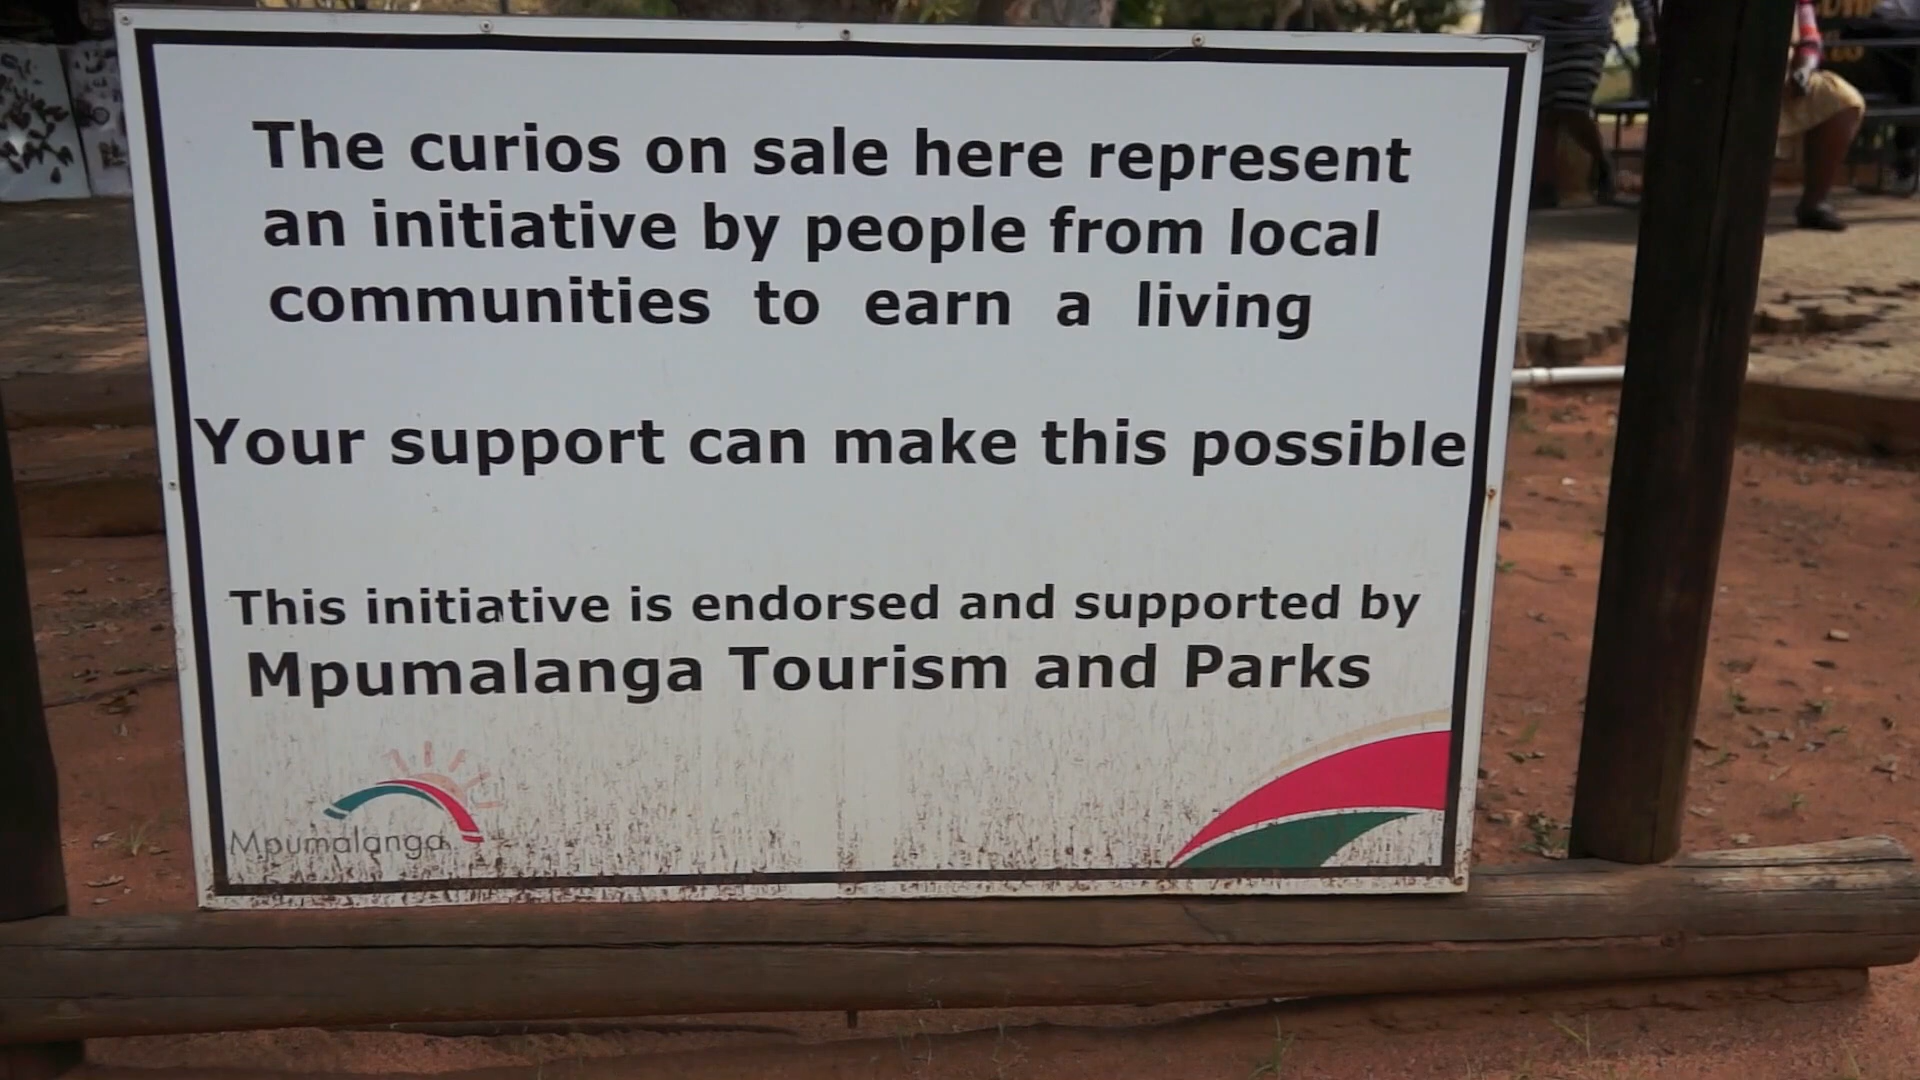 The curios on sale here represent
an initiative by people from local
communities to earn a living
Your support can make this possible
This initiative is endorsed and supported by
Mpumalanga Tourism and Parks
Mpumalanga